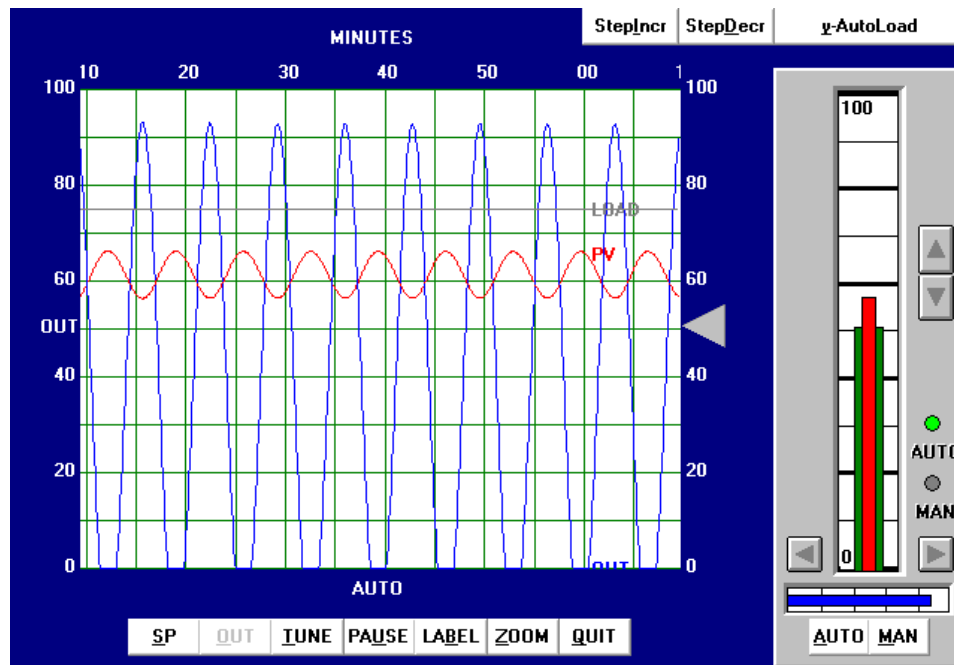 StepIncr StepDecr y-AutoLoad
MINUTES
10 20 30 40 50 00 1
100 100 100
80 80
LOAD
PV
60 60
OUT
40 40
AUTO
20 20
MAN
0 OUT 0 0
AUTO
SP OUT TUNE PAUSE LABEL ZOOM QUIT AUTO MAN